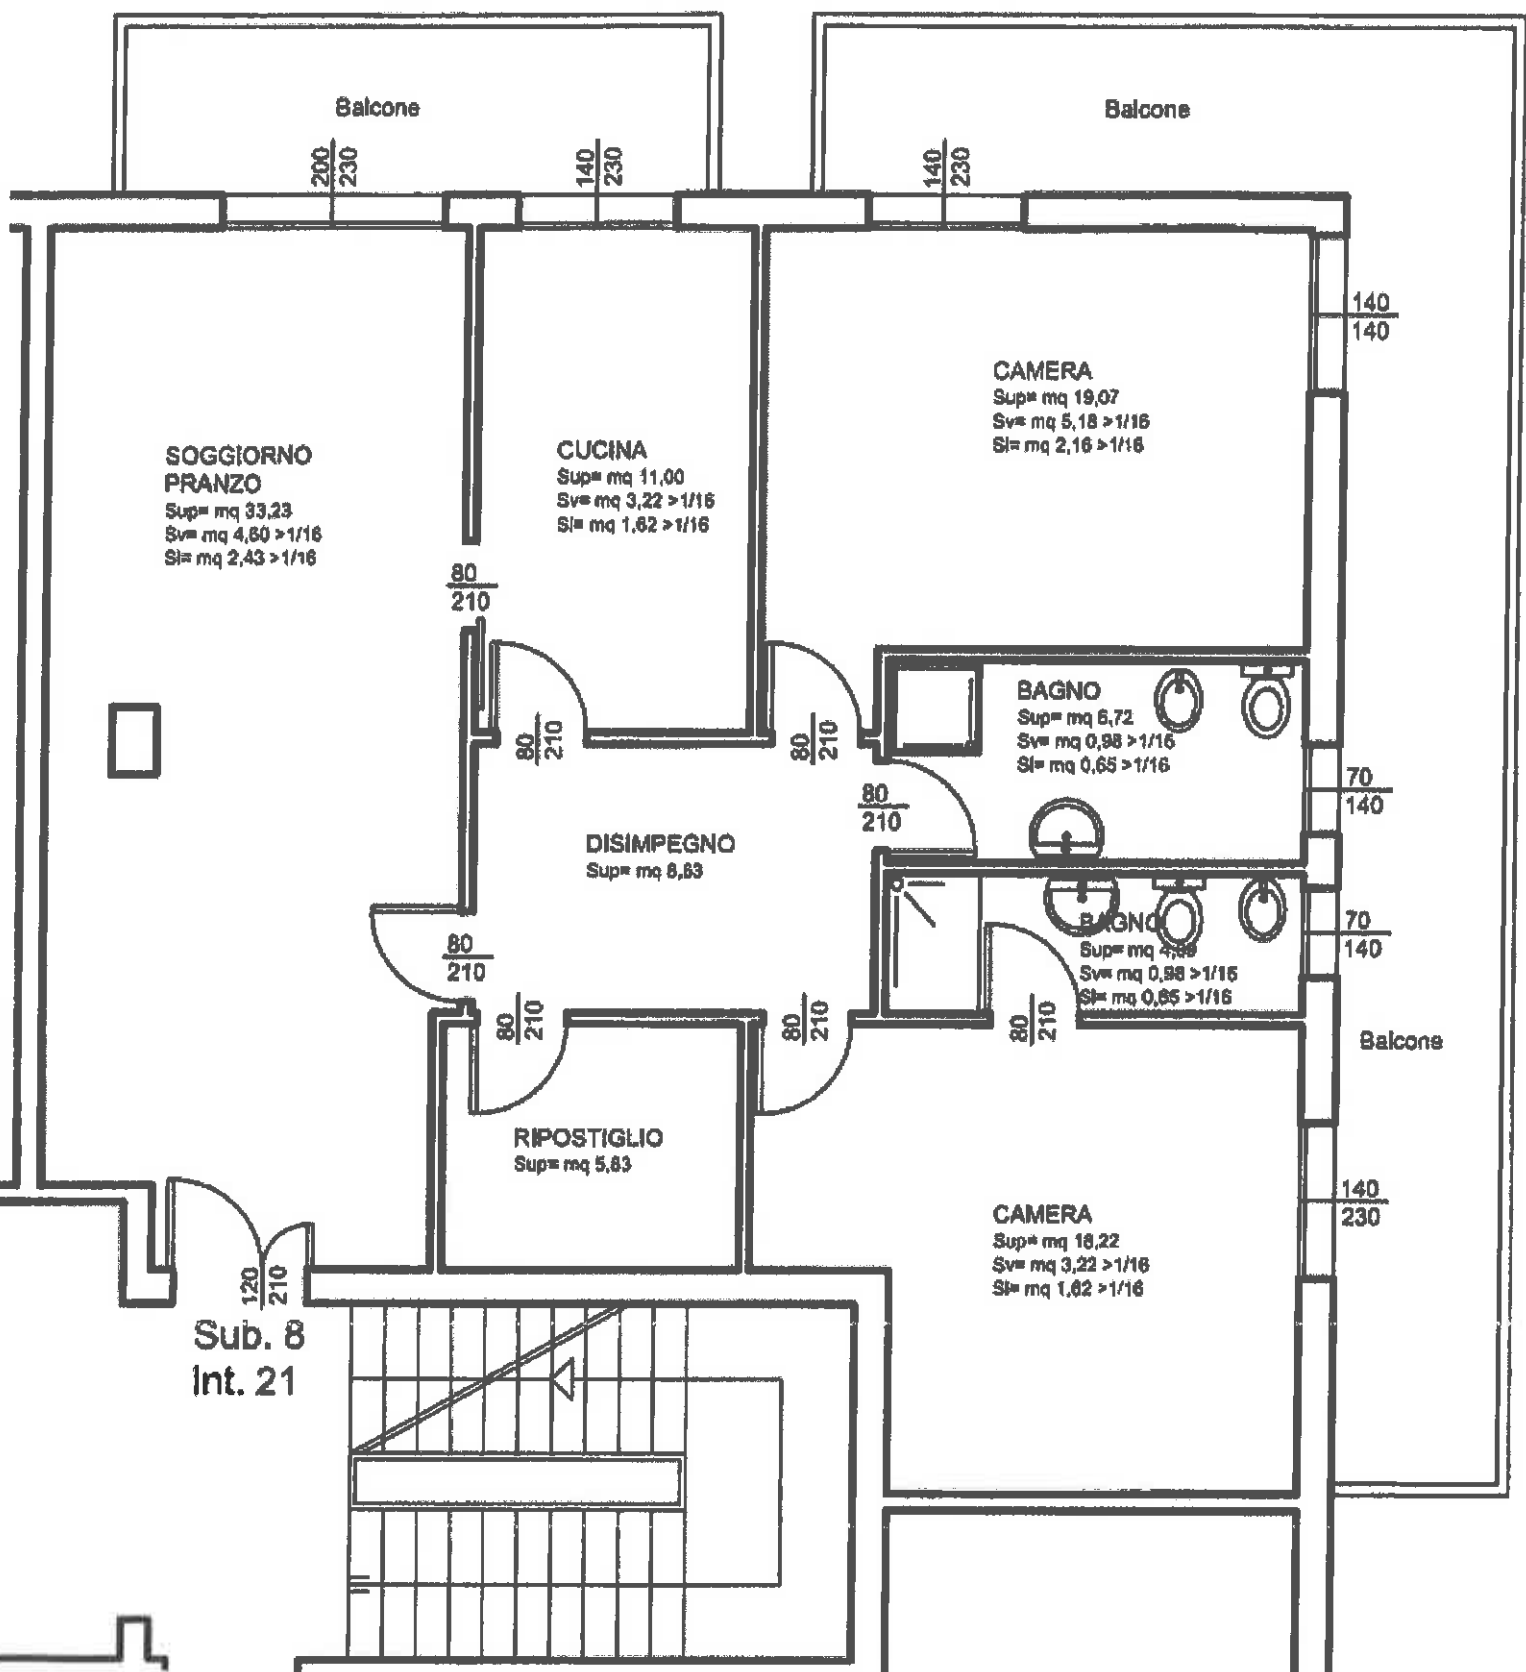 Balcone
Balcone
200
230
140
230
140
230
140
140
CAMERA
Sup= mq 19,07
Sv= mq 5,18 >1/16
Sl= mq 2,16 >1/16
SOGGIORNO
PRANZO
Sup= mq 33,23
Sv= mq 4,60 >1/16
Sl= mq 2,43 >1/16
CUCINA
Sup= mq 11,00
Sv= mq 3,22 >1/16
Sl= mq 1,62 >1/16
80
210
80
210
80
210
BAGNO
Sup= mq 6,72
Sv= mq 0,98 >1/16
Sl= mq 0,65 >1/16
70
140
80
210
DISIMPEGNO
Sup= mq
BAGNO
Sup= mq
Sv= mq 0,98 >1/16
Sl= mq 0,65 >1/16
70
140
80
210
80
210
80
210
80
210
Balcone
RIPOSTIGLIO
Sup= mq 5,83
CAMERA
Sup= mq 18,22
Sv= mq 3,22 >1/16
Sl= mq 1,62 >1/16
140
230
120
210
Sub. 8
Int. 21